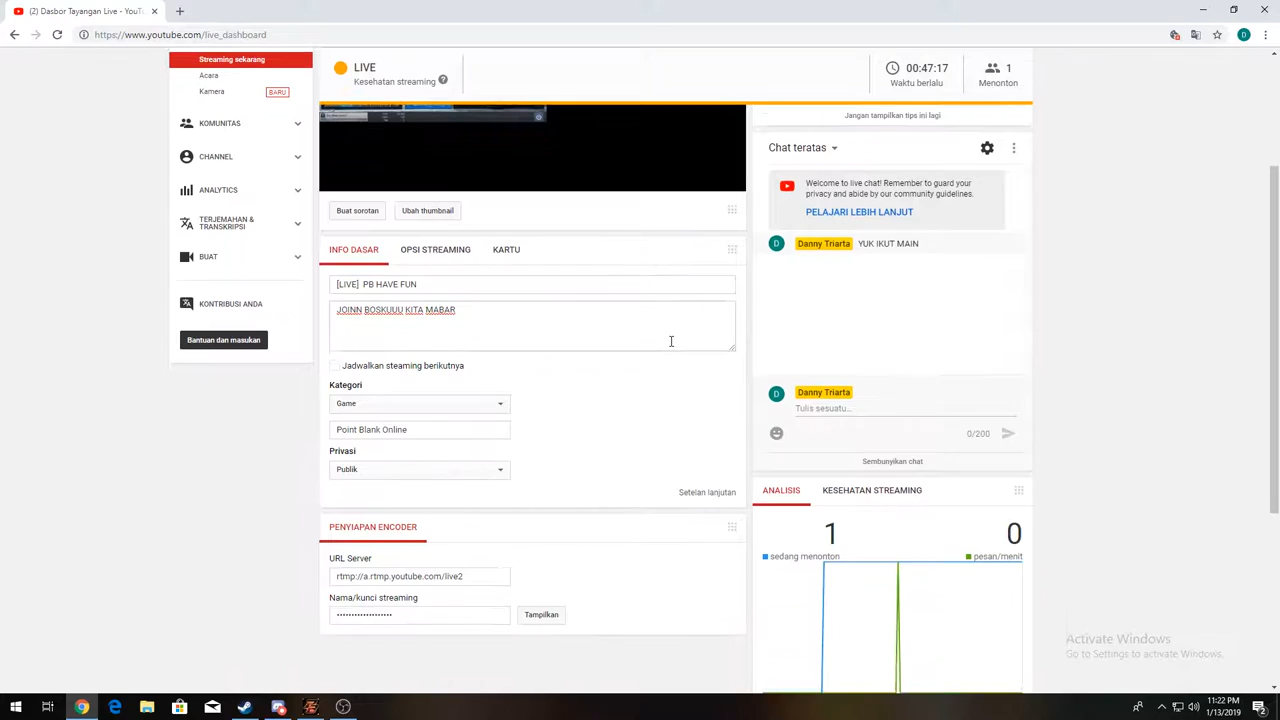 (2) Dasbor Tayangan Live - YouT
https://www.youtube.com/live_dashboard
D
Streaming sekarang
Acara
Kamera
BARU
KOMUNITAS
CHANNEL
ANALYTICS
TERJEMAHAN &
TRANSKRIPSI
BUAT
KONTRIBUSI ANDA
Bantuan dan masukan
LIVE
Kesehatan streaming
00:47:17
Waktu berlalu
1
Menonton
Buat sorotan
Ubah thumbnail
INFO DASAR
OPSI STREAMING
KARTU
[LIVE]  PB HAVE FUN
JOINN BOSKUUU KITA MABAR
Jadwalkan steaming berikutnya
Kategori
Game
Point Blank Online
Privasi
Publik
Setelan lanjutan
PENYIAPAN ENCODER
URL Server
rtmp://a.rtmp.youtube.com/live2
Nama/kunci streaming
••••••••••••••••••
Tampilkan
Jangan tampilkan tips ini lagi
Chat teratas
Welcome to live chat! Remember to guard your
privacy and abide by our community guidelines.
PELAJARI LEBIH LANJUT
D Danny Triarta YUK IKUT MAIN
D Danny Triarta
Tulis sesuatu...
0/200
Sembunyikan chat
ANALISIS
KESEHATAN STREAMING
1
sedang menonton
0
pesan/menit
Activate Windows
Go to Settings to activate Windows.
11:22 PM
1/13/2019
2